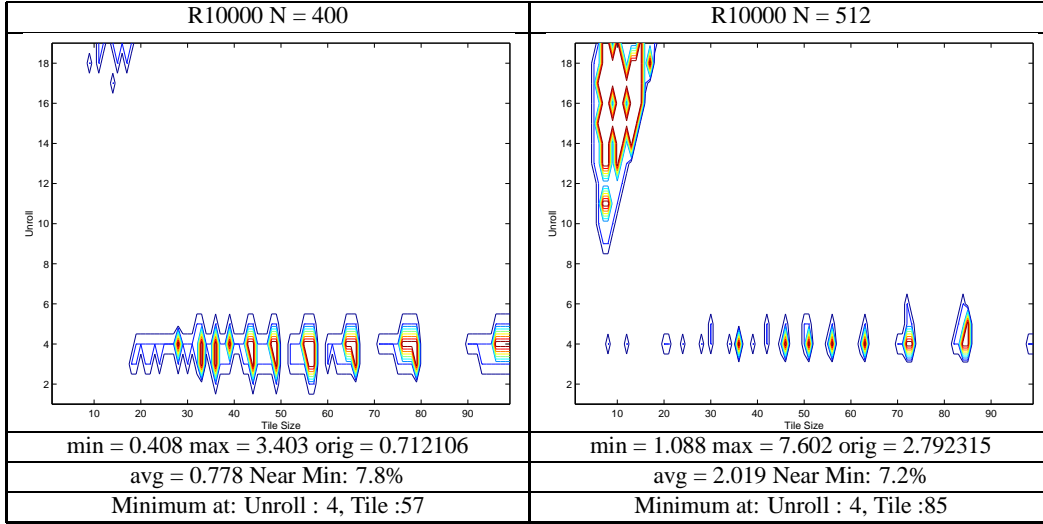 R10000 N = 400
R10000 N = 512
18
16
14
12
10
8
6
4
2
Unroll
10 20 30 40 50 60 70 80 90
Tile Size
18
16
14
12
10
8
6
4
2
Unroll
10 20 30 40 50 60 70 80 90
Tile Size
min = 0.408 max = 3.403 orig = 0.712106
min = 1.088 max = 7.602 orig = 2.792315
avg = 0.778 Near Min: 7.8%
avg = 2.019 Near Min: 7.2%
Minimum at: Unroll : 4, Tile :57
Minimum at: Unroll : 4, Tile :85